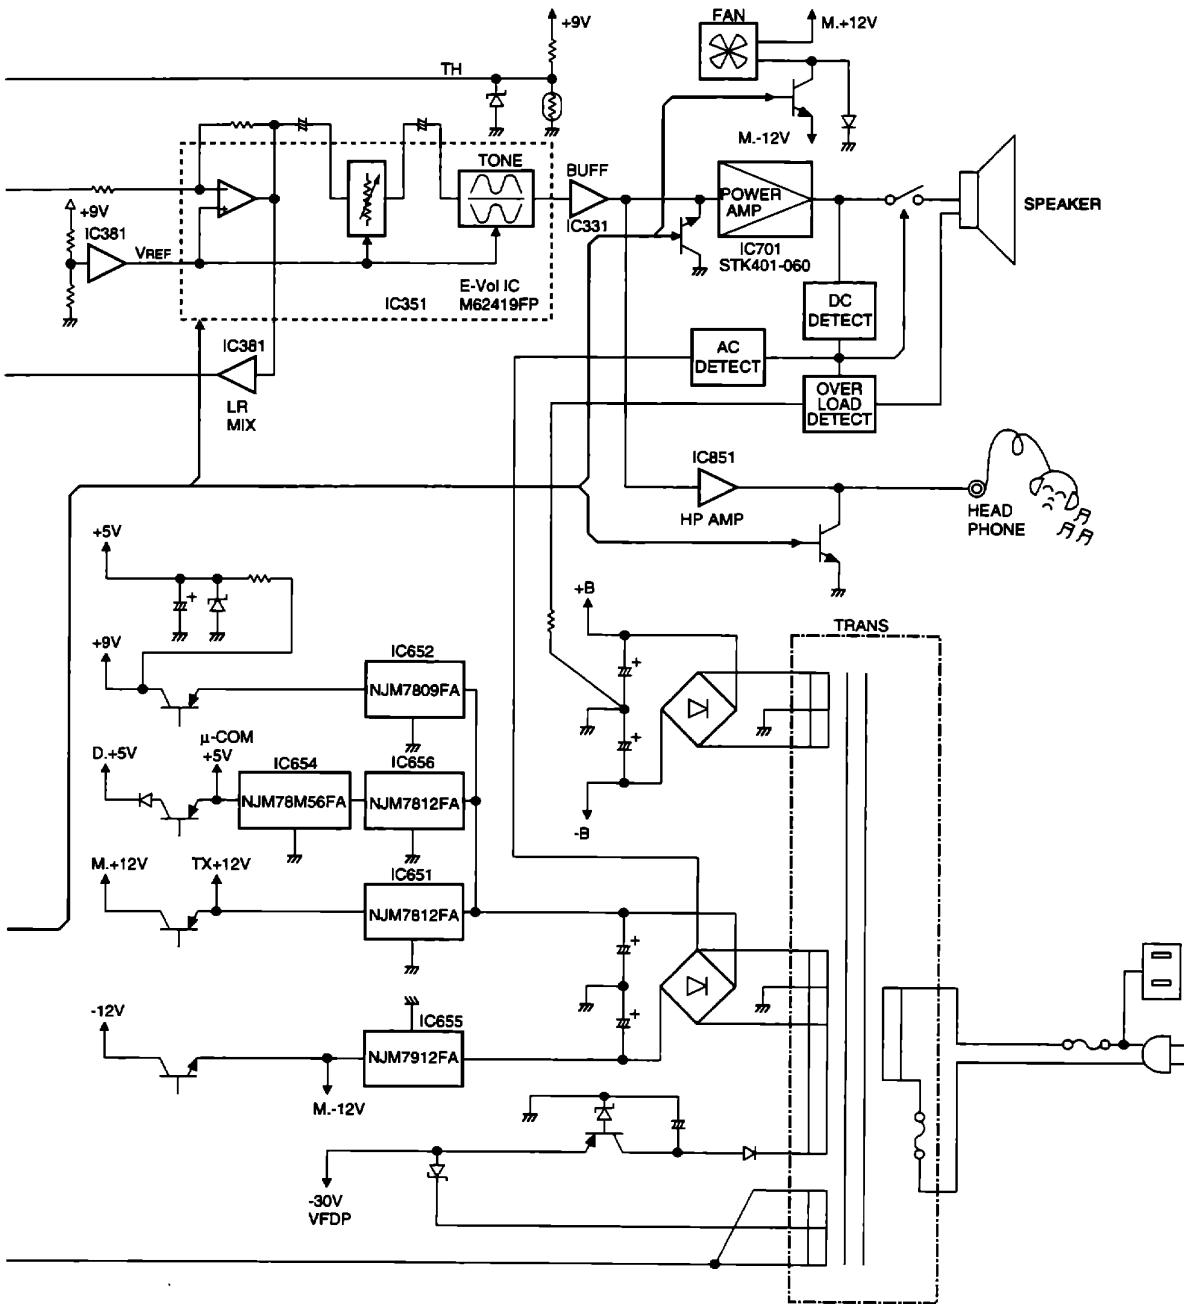 FAN
M.+12V
+9V
TH
M.-12V
TONE
BUFF
IC331
POWER
AMP
IC701
STK401-060
SPEAKER
+9V
IC381
VREF
E-Vol IC
M62419FP
IC351
DC
DETECT
AC
DETECT
OVER
LOAD
DETECT
IC381
LR
MIX
IC851
HP AMP
HEAD
PHONE
+5V
+B
TRANS
+
+9V
IC652
NJM7809FA
+
+
µ-COM
+5V
D.+5V
IC654
NJM78M56FA
IC656
NJM7812FA
-B
M.+12V
TX+12V
IC651
NJM7812FA
+
+
-12V
IC655
NJM7912FA
M.-12V
-30V
VFDP